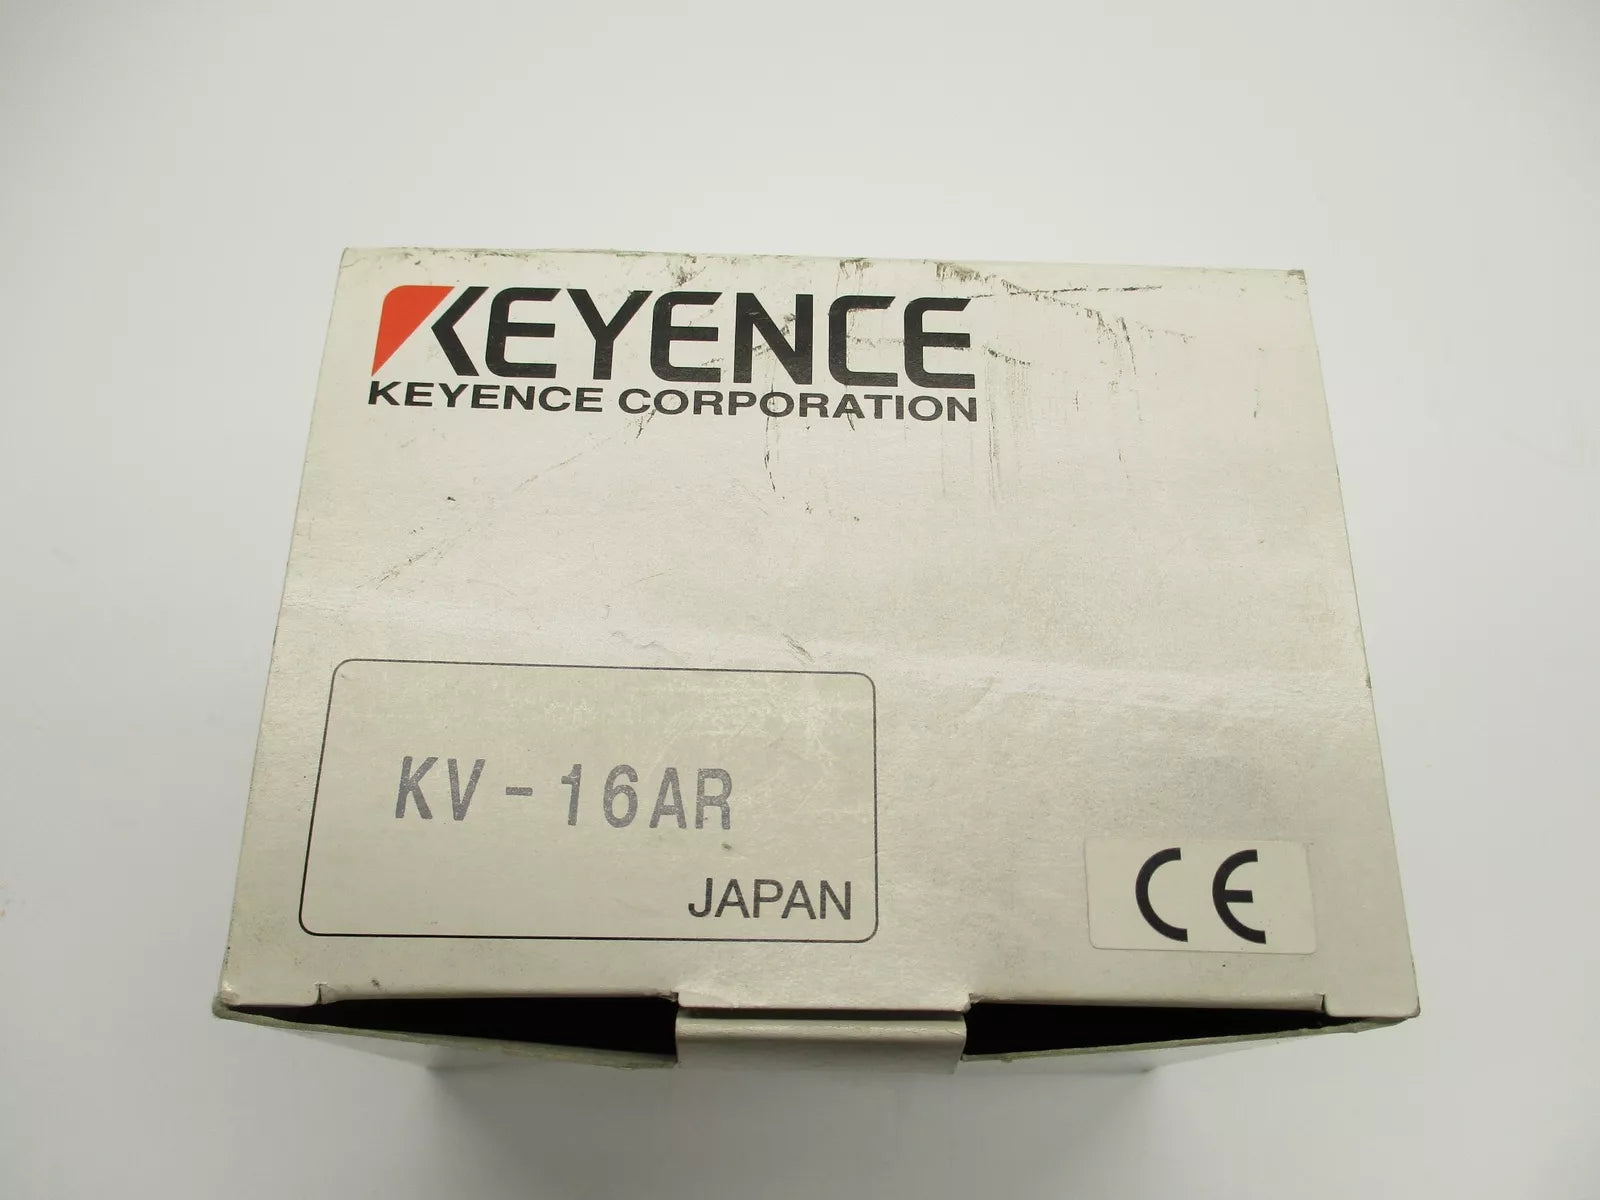 KEYENCE
KEYENCE CORPORATION
KV-16AR
JAPAN
CE